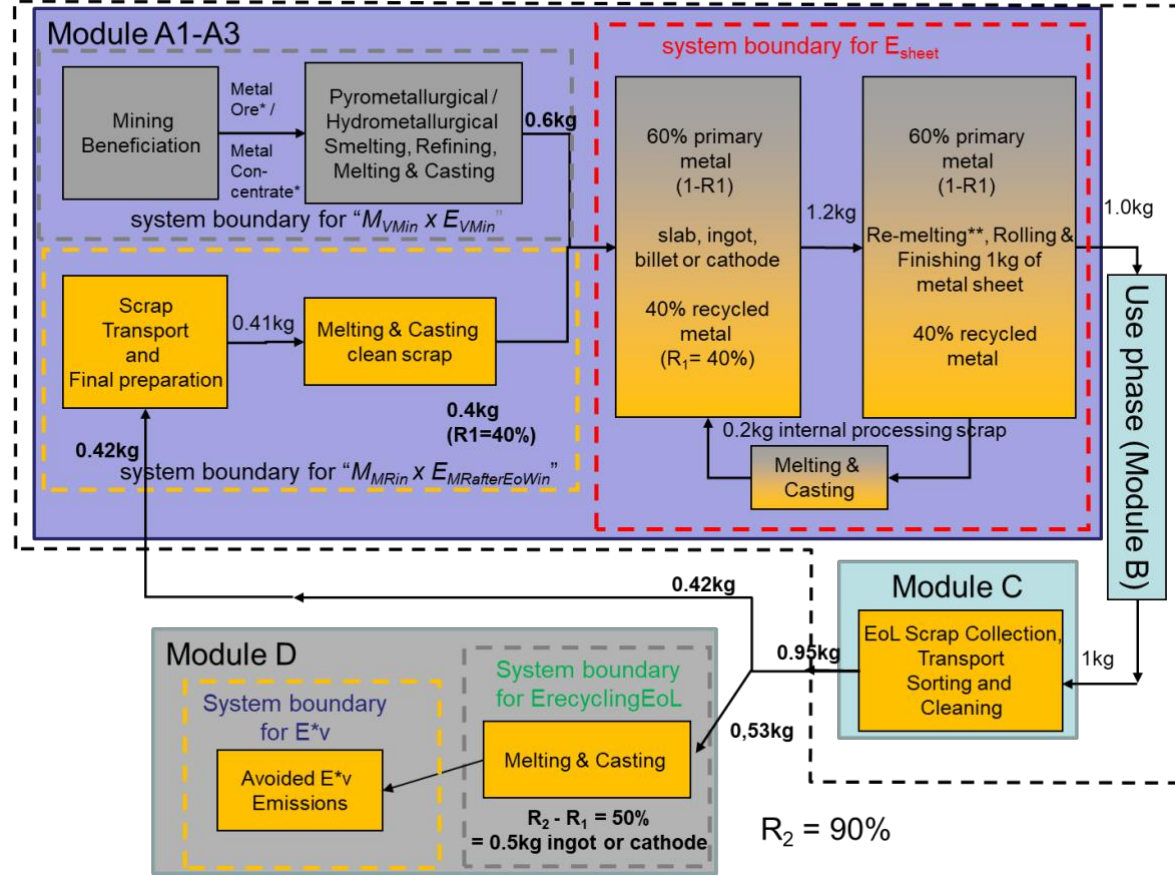 Module A1-A3
system boundary for E_sheet
Mining
Beneficiation
Metal
Ore* /
Metal
Con-
centrate*
Pyrometallurgical /
Hydrometallurgical
Smelting, Refining,
Melting & Casting
0.6kg
system boundary for “M_VMin x E_VMin”
60% primary
metal
(1-R1)
slab, ingot,
billet or cathode
40% recycled
metal
(R₁= 40%)
1.2kg
60% primary
metal
(1-R1)
Re-melting**, Rolling &
Finishing 1kg of
metal sheet
40% recycled
metal
1.0kg
Scrap
Transport
and
Final preparation
0.41kg
Melting & Casting
clean scrap
0.4kg
(R1=40%)
0.42kg
system boundary for “M_MRin x E_MRafterEoWin”
0.2kg internal processing scrap
Melting &
Casting
Use phase (Module B)
Module C
EoL Scrap Collection,
Transport
Sorting and
Cleaning
1kg
0.95kg
0.42kg
0,53kg
Module D
System boundary
for E*v
Avoided E*v
Emissions
System boundary
for ErecyclingEoL
Melting & Casting
R₂ - R₁ = 50%
= 0.5kg ingot or cathode
R₂ = 90%